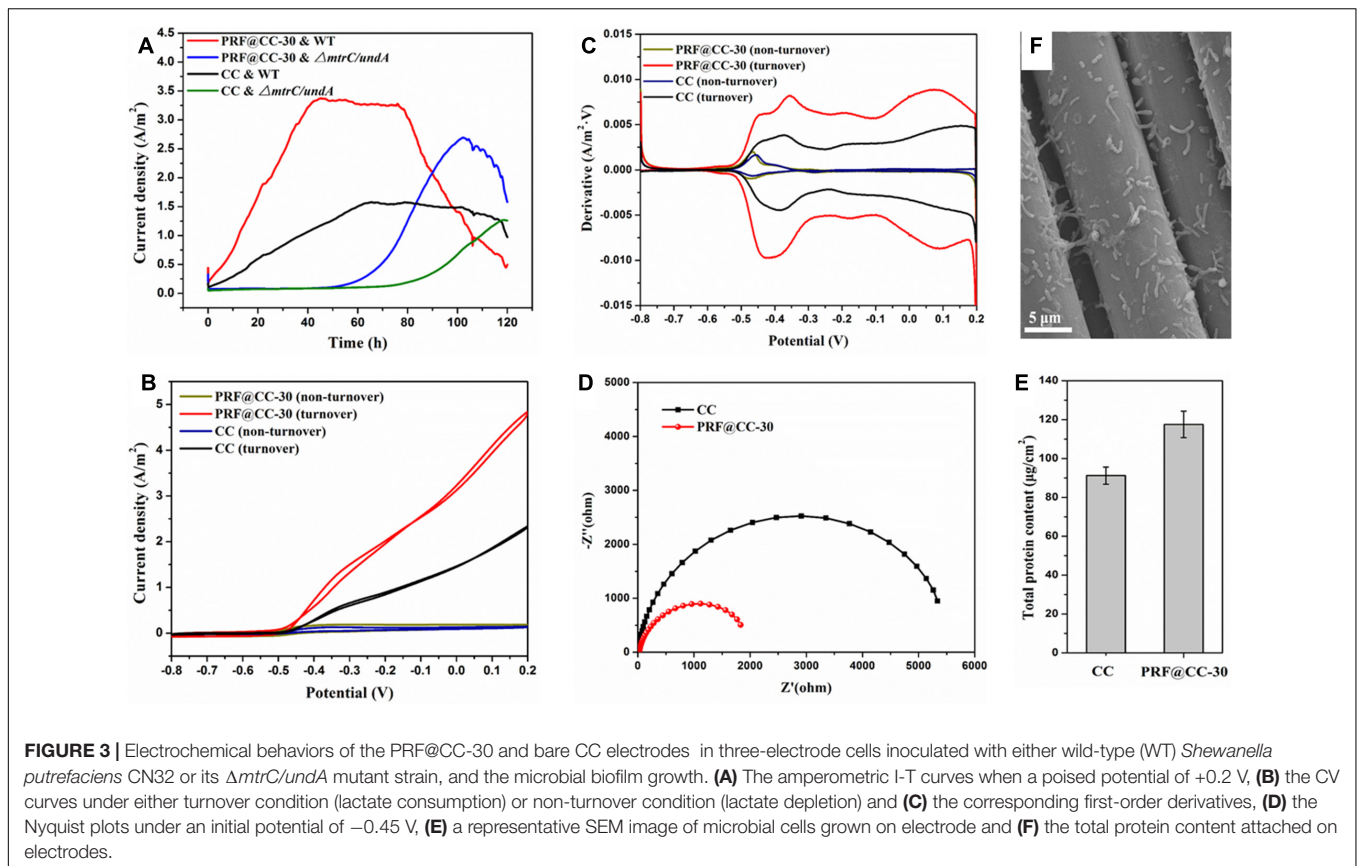 A
PRF@CC-30 & WT
PRF@CC-30 & ΔmtrC/undA
CC & WT
CC & ΔmtrC/undA
Current density (A/m²)
4.5
4.0
3.5
3.0
2.5
2.0
1.5
1.0
0.5
0.0
0 20 40 60 80 100 120
Time (h)
C
PRF@CC-30 (non-turnover)
PRF@CC-30 (turnover)
CC (non-turnover)
CC (turnover)
Derivative (A/m²·V)
0.010
0.005
0.000
-0.005
-0.010
-0.015
-0.8 -0.7 -0.6 -0.5 -0.4 -0.3 -0.2 -0.1 0.0 0.1 0.2
Potential (V)
F
5 μm
B
PRF@CC-30 (non-turnover)
PRF@CC-30 (turnover)
CC (non-turnover)
CC (turnover)
Current density (A/m²)
5
4
3
2
1
0
-0.8 -0.7 -0.6 -0.5 -0.4 -0.3 -0.2 -0.1 0.0 0.1 0.2
Potential (V)
D
CC
PRF@CC-30
-Z''(ohm)
5000
4000
3000
2000
1000
0
0 1000 2000 3000 4000 5000 6000
Z'(ohm)
E
Total protein content (μg/cm²)
140
120
100
80
60
40
20
0
CC PRF@CC-30
FIGURE 3 | Electrochemical behaviors of the PRF@CC-30 and bare CC electrodes in three-electrode cells inoculated with either wild-type (WT) Shewanella
putrefaciens CN32 or its ΔmtrC/undA mutant strain, and the microbial biofilm growth. (A) The amperometric I-T curves when a poised potential of +0.2 V, (B) the CV
curves under either turnover condition (lactate consumption) or non-turnover condition (lactate depletion) and (C) the corresponding first-order derivatives, (D) the
Nyquist plots under an initial potential of −0.45 V, (E) a representative SEM image of microbial cells grown on electrode and (F) the total protein content attached on
electrodes.